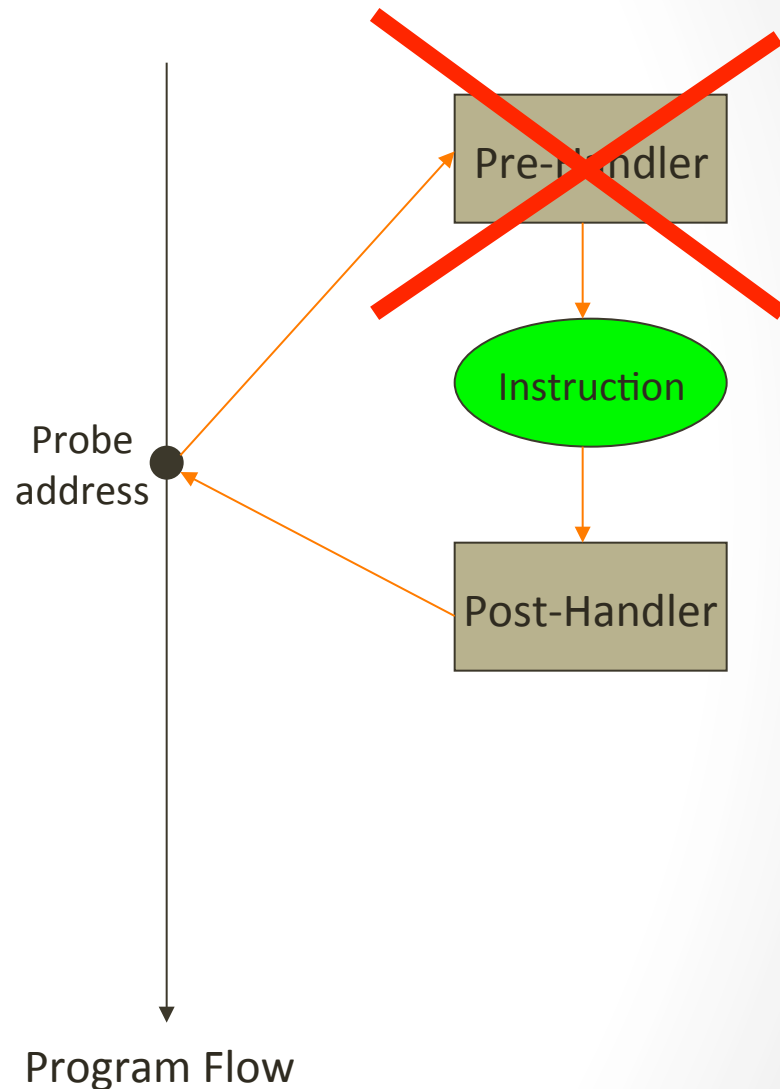 Pre-Handler
Instruction
Probe
address
Post-Handler
Program Flow